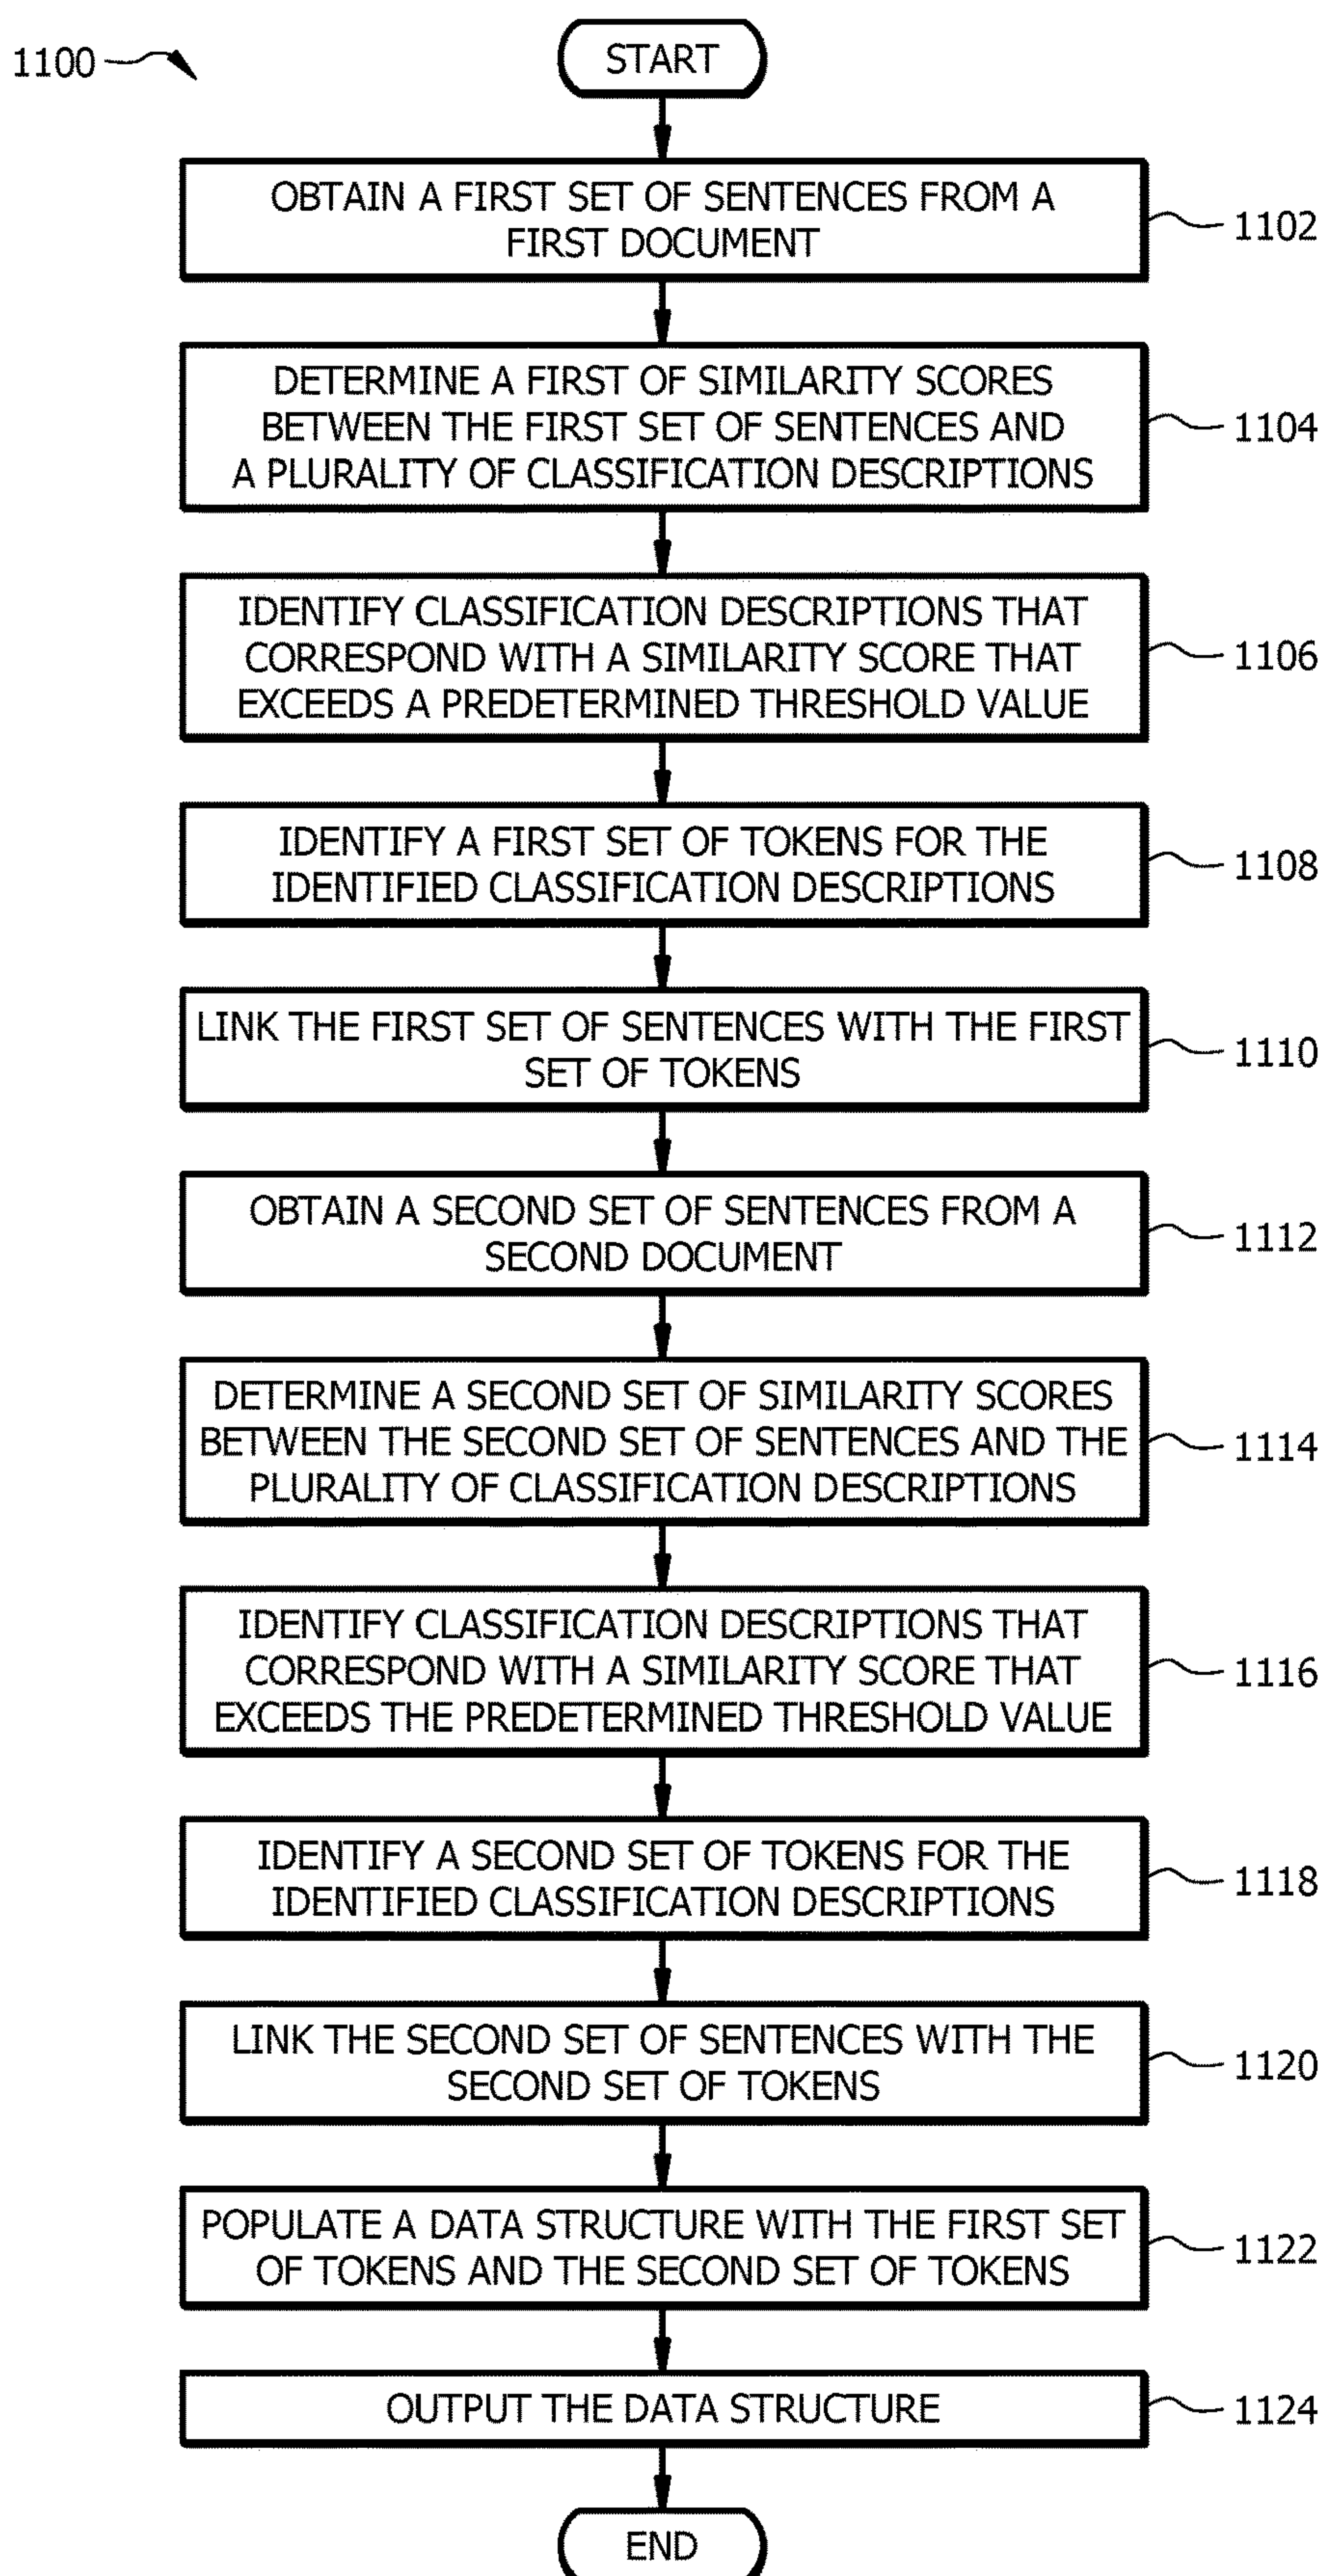 1100
START
OBTAIN A FIRST SET OF SENTENCES FROM A
FIRST DOCUMENT
1102
DETERMINE A FIRST OF SIMILARITY SCORES
BETWEEN THE FIRST SET OF SENTENCES AND
A PLURALITY OF CLASSIFICATION DESCRIPTIONS
1104
IDENTIFY CLASSIFICATION DESCRIPTIONS THAT
CORRESPOND WITH A SIMILARITY SCORE THAT
EXCEEDS A PREDETERMINED THRESHOLD VALUE
1106
IDENTIFY A FIRST SET OF TOKENS FOR THE
IDENTIFIED CLASSIFICATION DESCRIPTIONS
1108
LINK THE FIRST SET OF SENTENCES WITH THE FIRST
SET OF TOKENS
1110
OBTAIN A SECOND SET OF SENTENCES FROM A
SECOND DOCUMENT
1112
DETERMINE A SECOND SET OF SIMILARITY SCORES
BETWEEN THE SECOND SET OF SENTENCES AND THE
PLURALITY OF CLASSIFICATION DESCRIPTIONS
1114
IDENTIFY CLASSIFICATION DESCRIPTIONS THAT
CORRESPOND WITH A SIMILARITY SCORE THAT
EXCEEDS THE PREDETERMINED THRESHOLD VALUE
1116
IDENTIFY A SECOND SET OF TOKENS FOR THE
IDENTIFIED CLASSIFICATION DESCRIPTIONS
1118
LINK THE SECOND SET OF SENTENCES WITH THE
SECOND SET OF TOKENS
1120
POPULATE A DATA STRUCTURE WITH THE FIRST SET
OF TOKENS AND THE SECOND SET OF TOKENS
1122
OUTPUT THE DATA STRUCTURE
1124
END